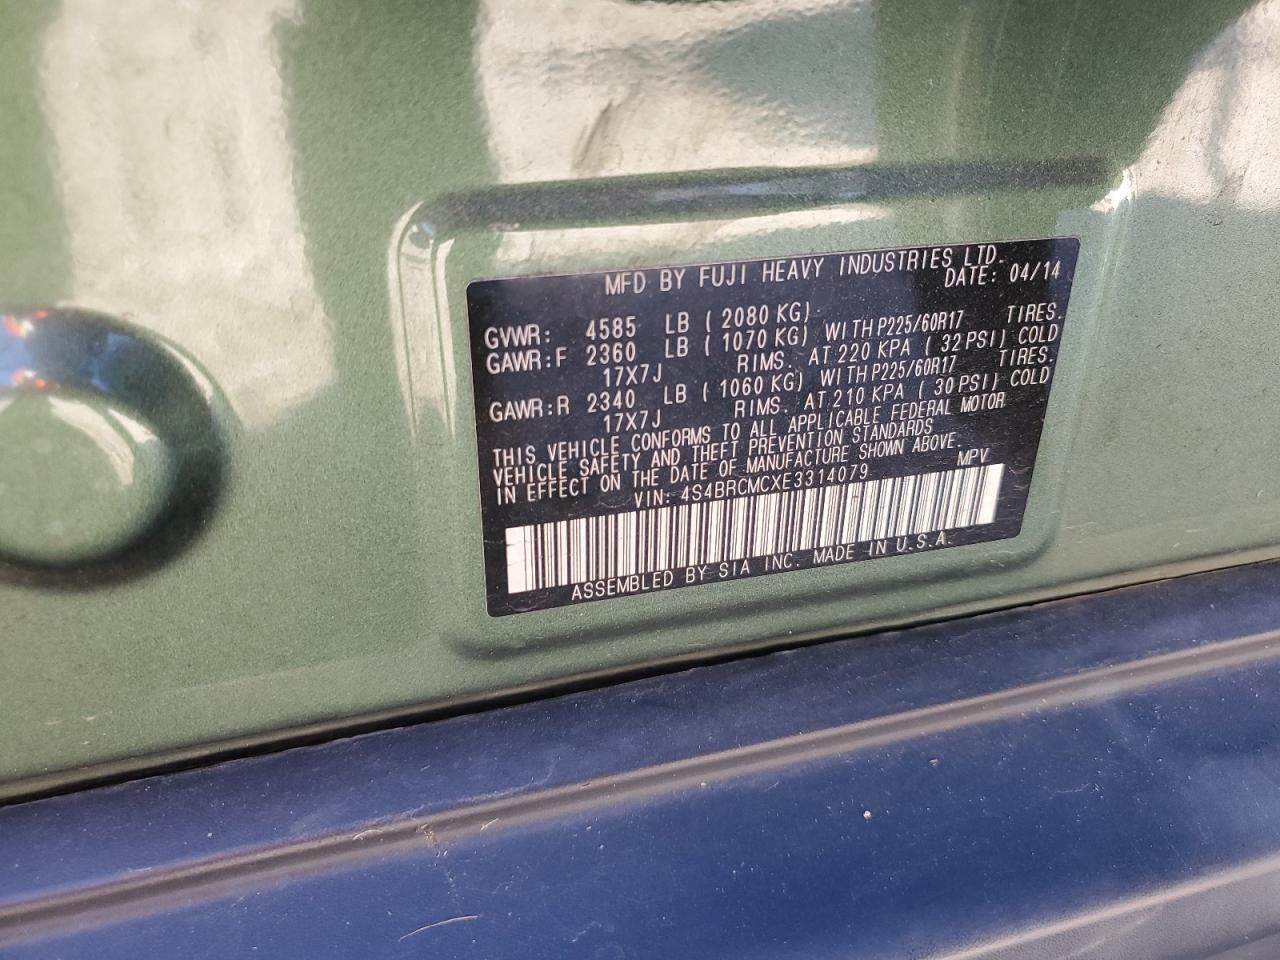 MFD BY FUJI HEAVY INDUSTRIES LTD.
DATE: 04/14
GVWR: 4585 LB ( 2080 KG)
GAWR:F 2360 LB ( 1070 KG) WITH P225/60R17 TIRES.
17X7J RIMS. AT 220 KPA ( 32 PSI) COLD
GAWR:R 2340 LB ( 1060 KG) WITH P225/60R17 TIRES.
17X7J RIMS. AT 210 KPA ( 30 PSI) COLD
THIS VEHICLE CONFORMS TO ALL APPLICABLE FEDERAL MOTOR
VEHICLE SAFETY AND THEFT PREVENTION STANDARDS
IN EFFECT ON THE DATE OF MANUFACTURE SHOWN ABOVE.
VIN: 4S4BRCMCXE3314079 MPV
ASSEMBLED BY SIA INC. MADE IN U.S.A.